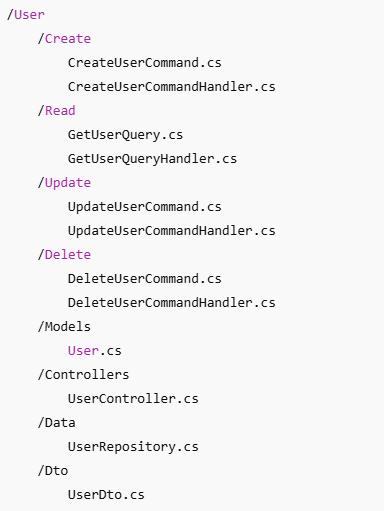 /User
/Create
CreateUserCommand.cs
CreateUserCommandHandler.cs
/Read
GetUserQuery.cs
GetUserQueryHandler.cs
/Update
UpdateUserCommand.cs
UpdateUserCommandHandler.cs
/Delete
DeleteUserCommand.cs
DeleteUserCommandHandler.cs
/Models
User.cs
/Controllers
UserController.cs
/Data
UserRepository.cs
/Dto
UserDto.cs